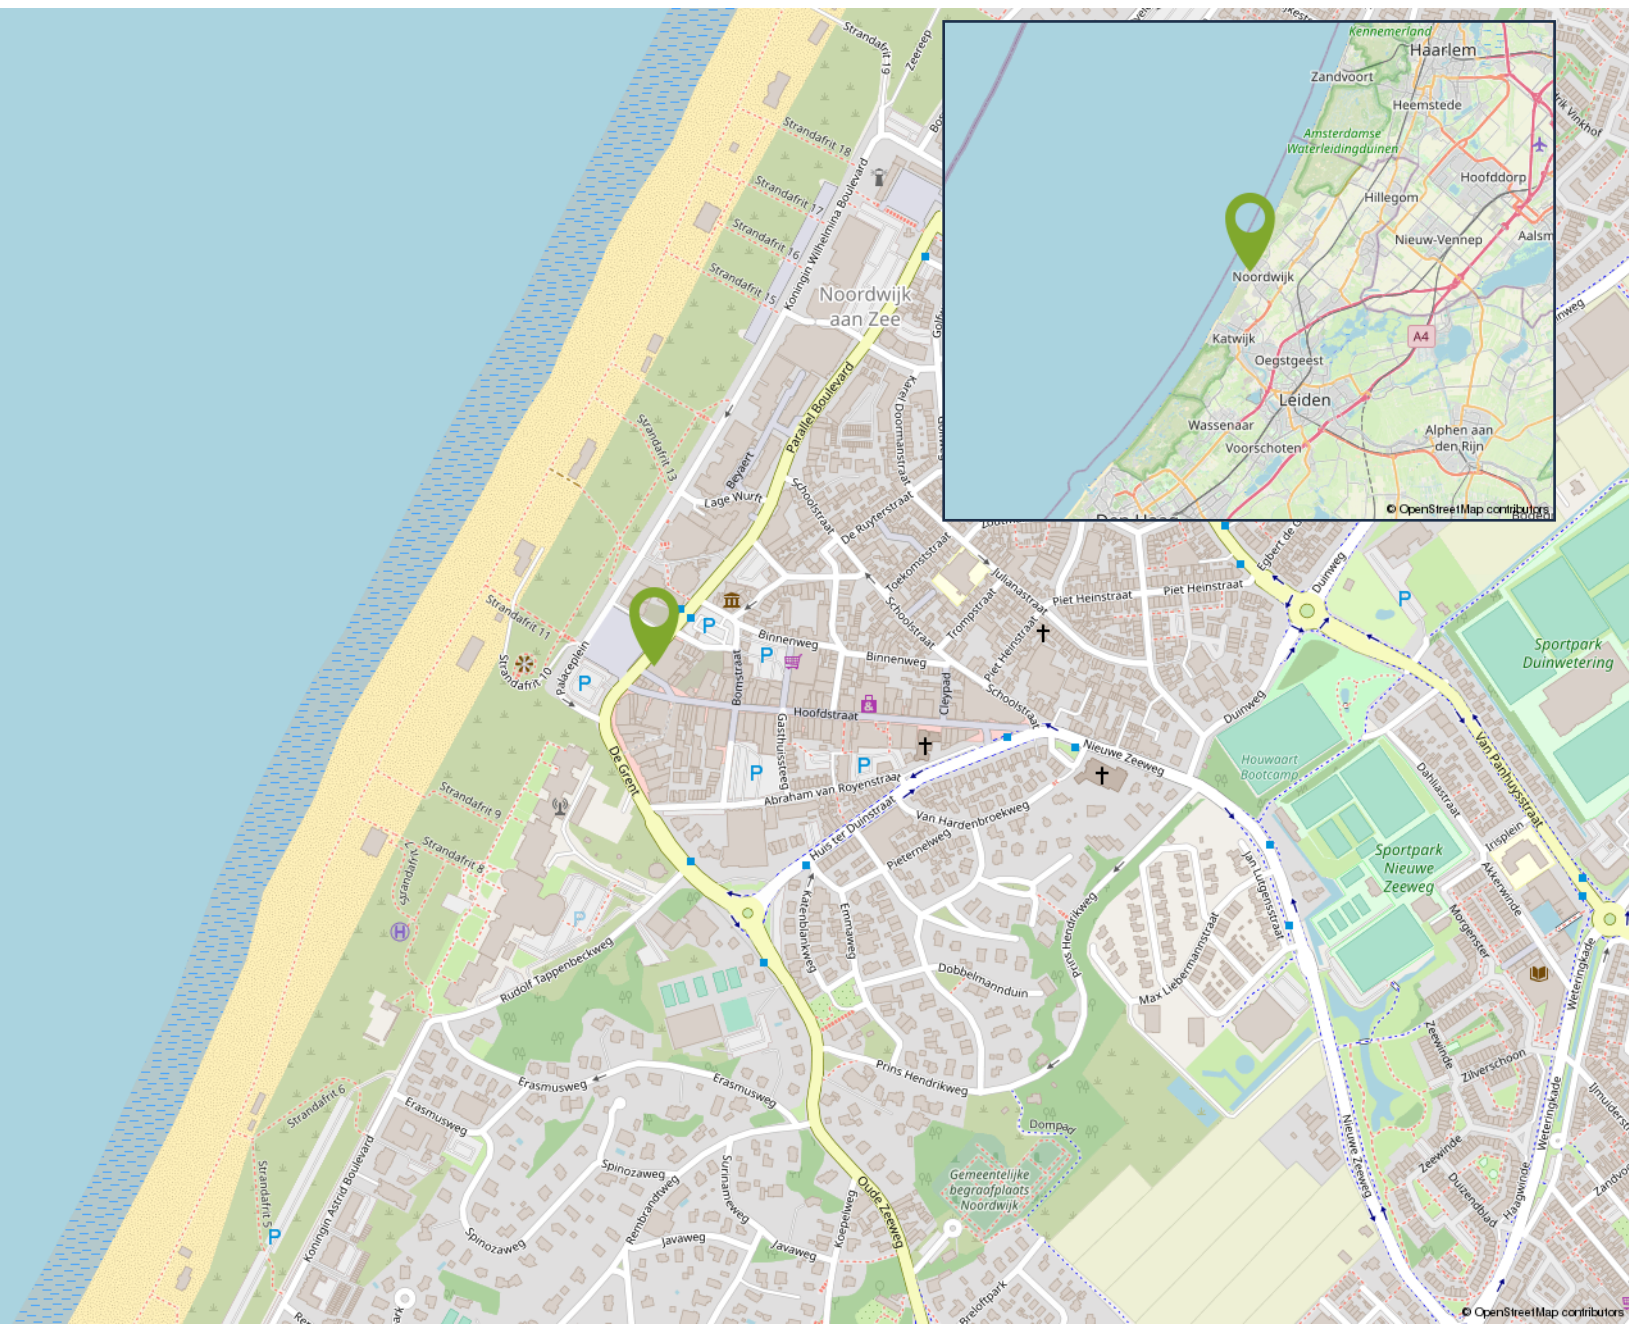 Strandafrit 19
Zeereep
Strandafrit 18
Strandafrit 17
Strandafrit 16
Strandafrit 15
Koningin Wilhelmina Boulevard
Noordwijk
aan Zee
Parallel Boulevard
Karel Doormanstraat
Strandafrit 13
Beyaert
Lage Wurft
Schoolstraat
De Ruyterstraat
Toekomststraat
Julianastraat
Trompstraat
Schoolstraat
Piet Heinstraat
Piet Heinstraat
Piet Heinstraat
Egbert de G
Duinweg
P
Strandafrit 11
Strandafrit 10
Palaceplein
P
P
P
Binnenweg
Binnenweg
Bomstraat
Cleypad
Schoolstraat
Hoofdstraat
Gasthuissteeg
P
P
Duinweg
Nieuwe Zeeweg
Houwaart
Bootcamp
Sportpark
Duinwetering
Van Panhuysstraat
Dahliastraat
Irisplein
De Grent
Abraham van Royenstraat
Huis ter Duinstraat
Van Hardenbroekweg
Pieternelweg
Strandafrit 9
Strandafrit 8
Strandafrit 7
H
P
Rudolf Tappenbeckweg
Katenblankweg
Emmaweg
Dobbelmannduin
Prins Hendrikweg
Max Liebermannstraat
Jan Lutgensstraat
Sportpark
Nieuwe
Zeeweg
Akkerwinde
Morgenster
Weteringkade
Prins Hendrikweg
Erasmusweg
Erasmusweg
Erasmusweg
Strandafrit 6
Strandafrit 5
P
Koningin Astrid Boulevard
Spinozaweg
Spinozaweg
Rembrandtweg
Surinameweg
Javaweg
Javaweg
Koepelweg
Oude Zeeweg
Dompad
Gemeentelijke
begraafplaats
Noordwijk
Nieuwe Zeeweg
Zeewinde
Zilverschoon
Zeewinde
Duizendblad
Haagwinde
Weteringkade
Breloftpark
© OpenStreetMap contributors
Kennemerland
Haarlem
Zandvoort
Heemstede
Amsterdamse
Waterleidingduinen
Hoofddorp
Hillegom
Nieuw-Vennep
Aalsm
Noordwijk
Katwijk
A4
Oegstgeest
Leiden
Wassenaar
Voorschoten
Alphen aan
den Rijn
Den Haag
© OpenStreetMap contributors